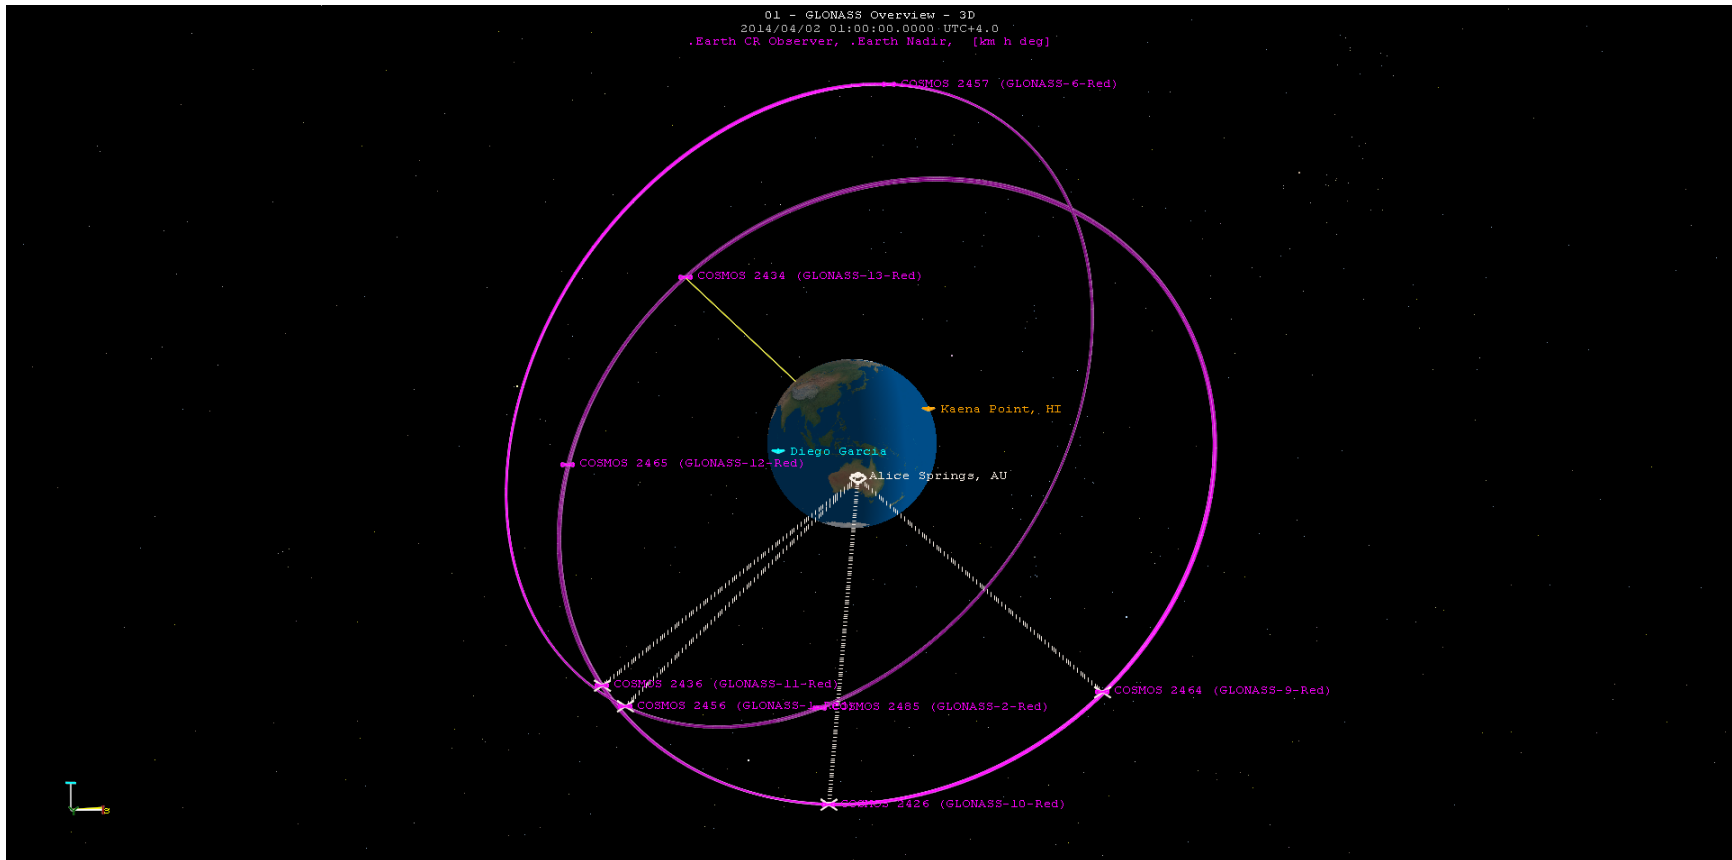 01 - GLONASS Overview - 3D
2014/04/02 01:00:00.0000 UTC+4.0
.Earth CR Observer, .Earth Nadir, [km h deg]
COSMOS 2457 (GLONASS-6-Red)
COSMOS 2434 (GLONASS-13-Red)
Kaena Point, HI
Diego Garcia
COSMOS 2465 (GLONASS-12-Red)
Alice Springs, AU
COSMOS 2436 (GLONASS-11-Red)
COSMOS 2464 (GLONASS-9-Red)
COSMOS 2456 (GLONASS-1-Red)
COSMOS 2485 (GLONASS-2-Red)
COSMOS 2426 (GLONASS-10-Red)